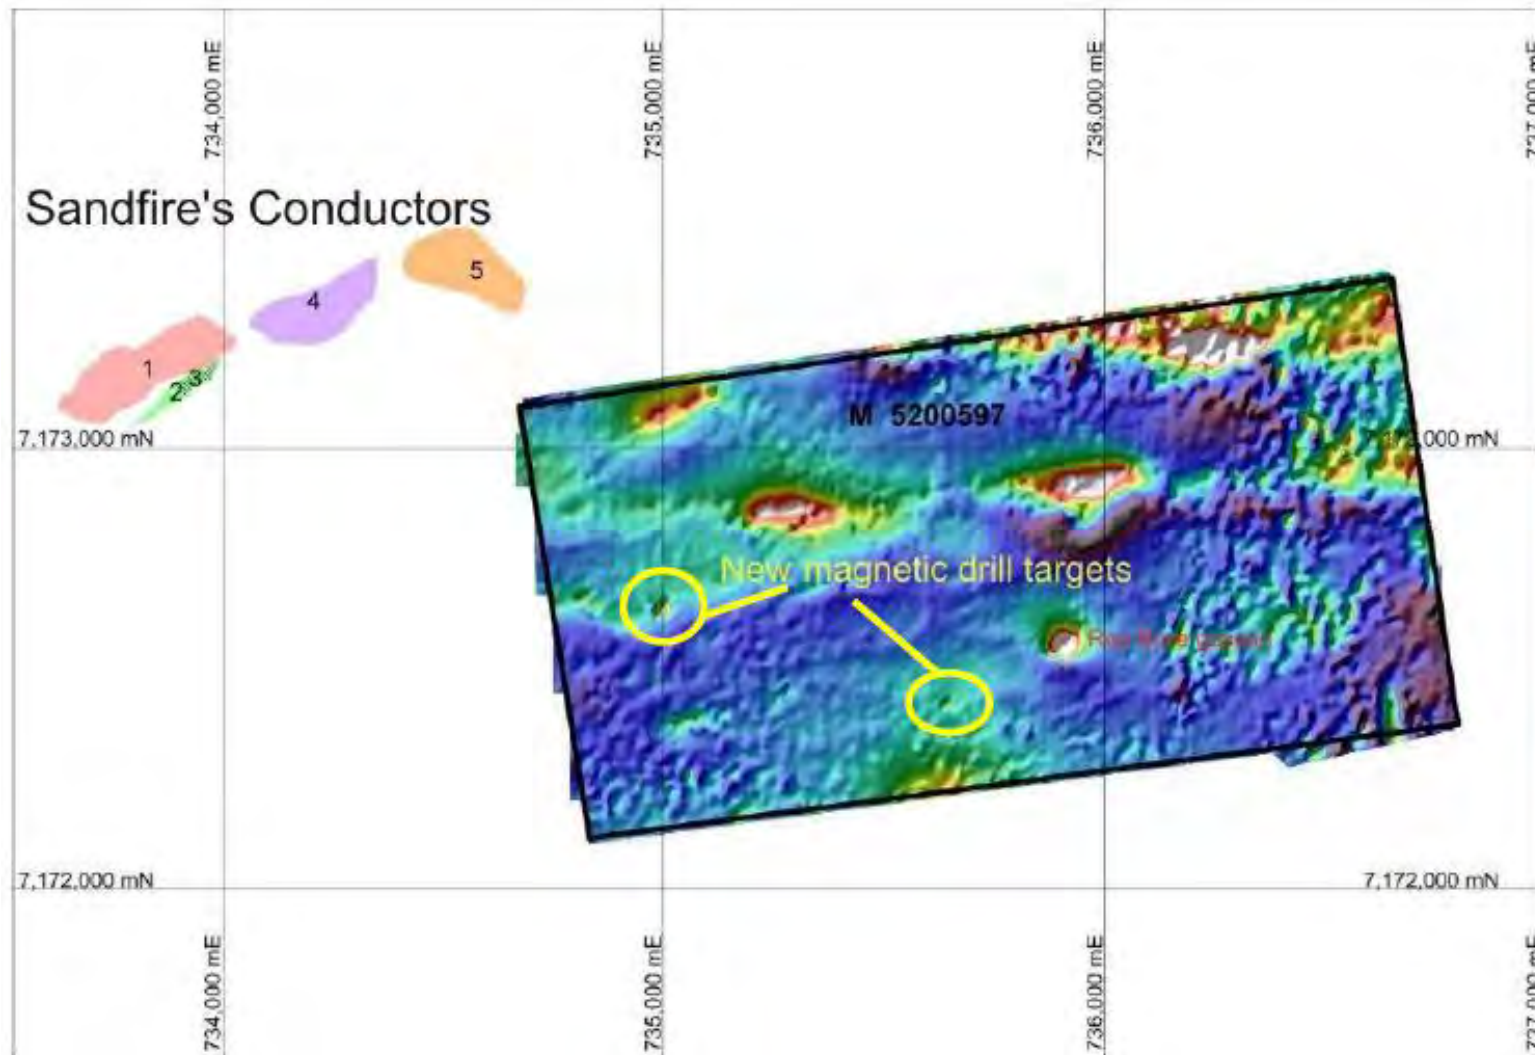 734,000 mE
735,000 mE
736,000 mE
Sandfire's Conductors
5
4
1
2
3
M 5200597
7,173,000 mN
New magnetic drill targets
7,172,000 mN
7,172,000 mN
734,000 mE
735,000 mE
736,000 mE